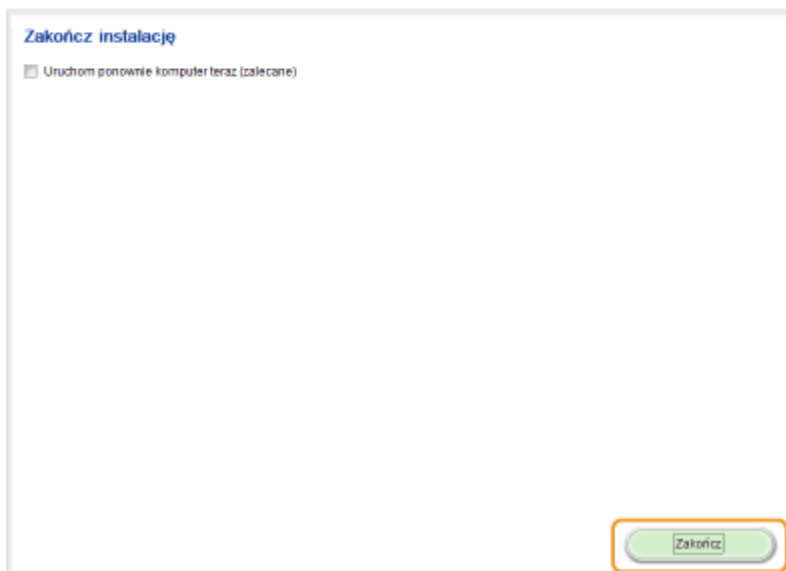 Zakończ instalację
Uruchom ponownie komputer teraz (zalecane)
Zakończ